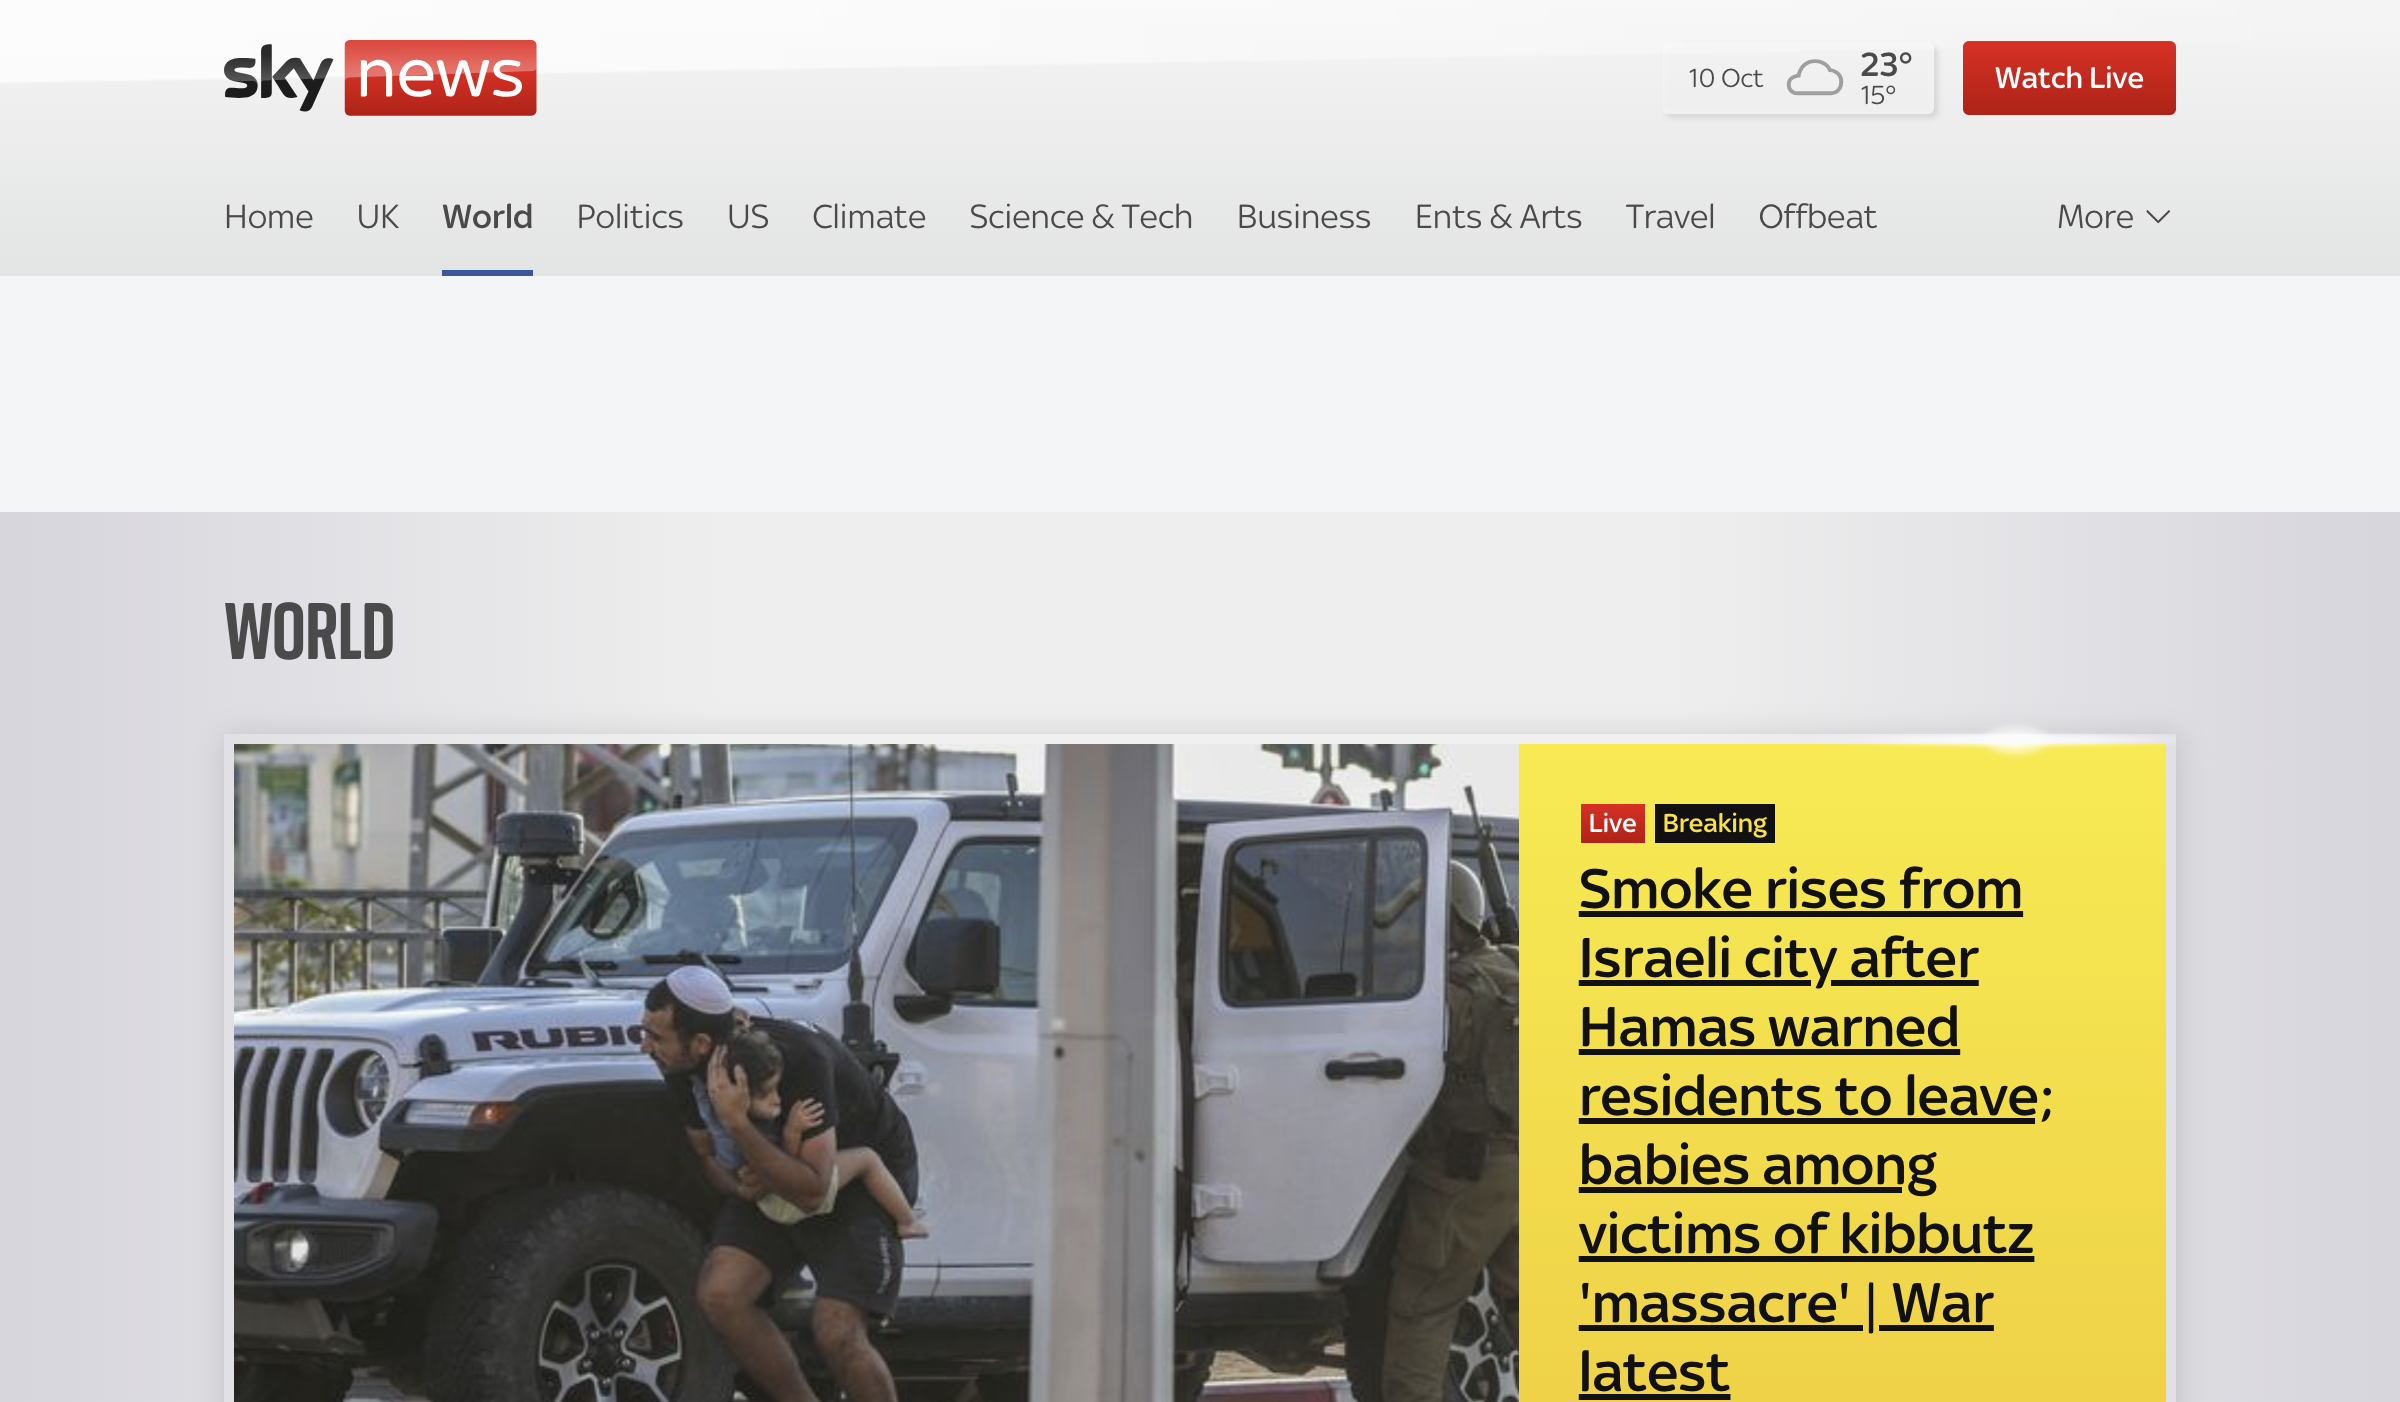 sky news
10 Oct
23°
15°
Watch Live
Home UK World Politics US Climate Science & Tech Business Ents & Arts Travel Offbeat More
WORLD
RUBIC
Live Breaking
Smoke rises from
Israeli city after
Hamas warned
residents to leave;
babies among
victims of kibbutz
'massacre' | War
latest